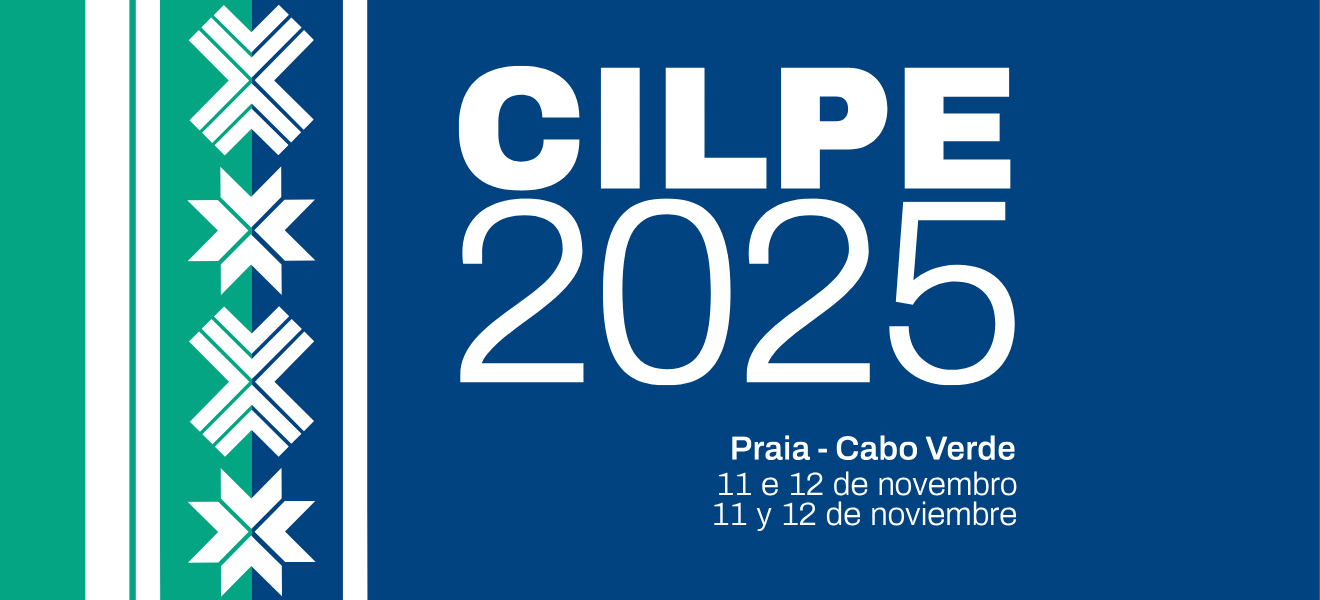 CILPE
2025
Praia - Cabo Verde
11 e 12 de novembro
11 y 12 de noviembre